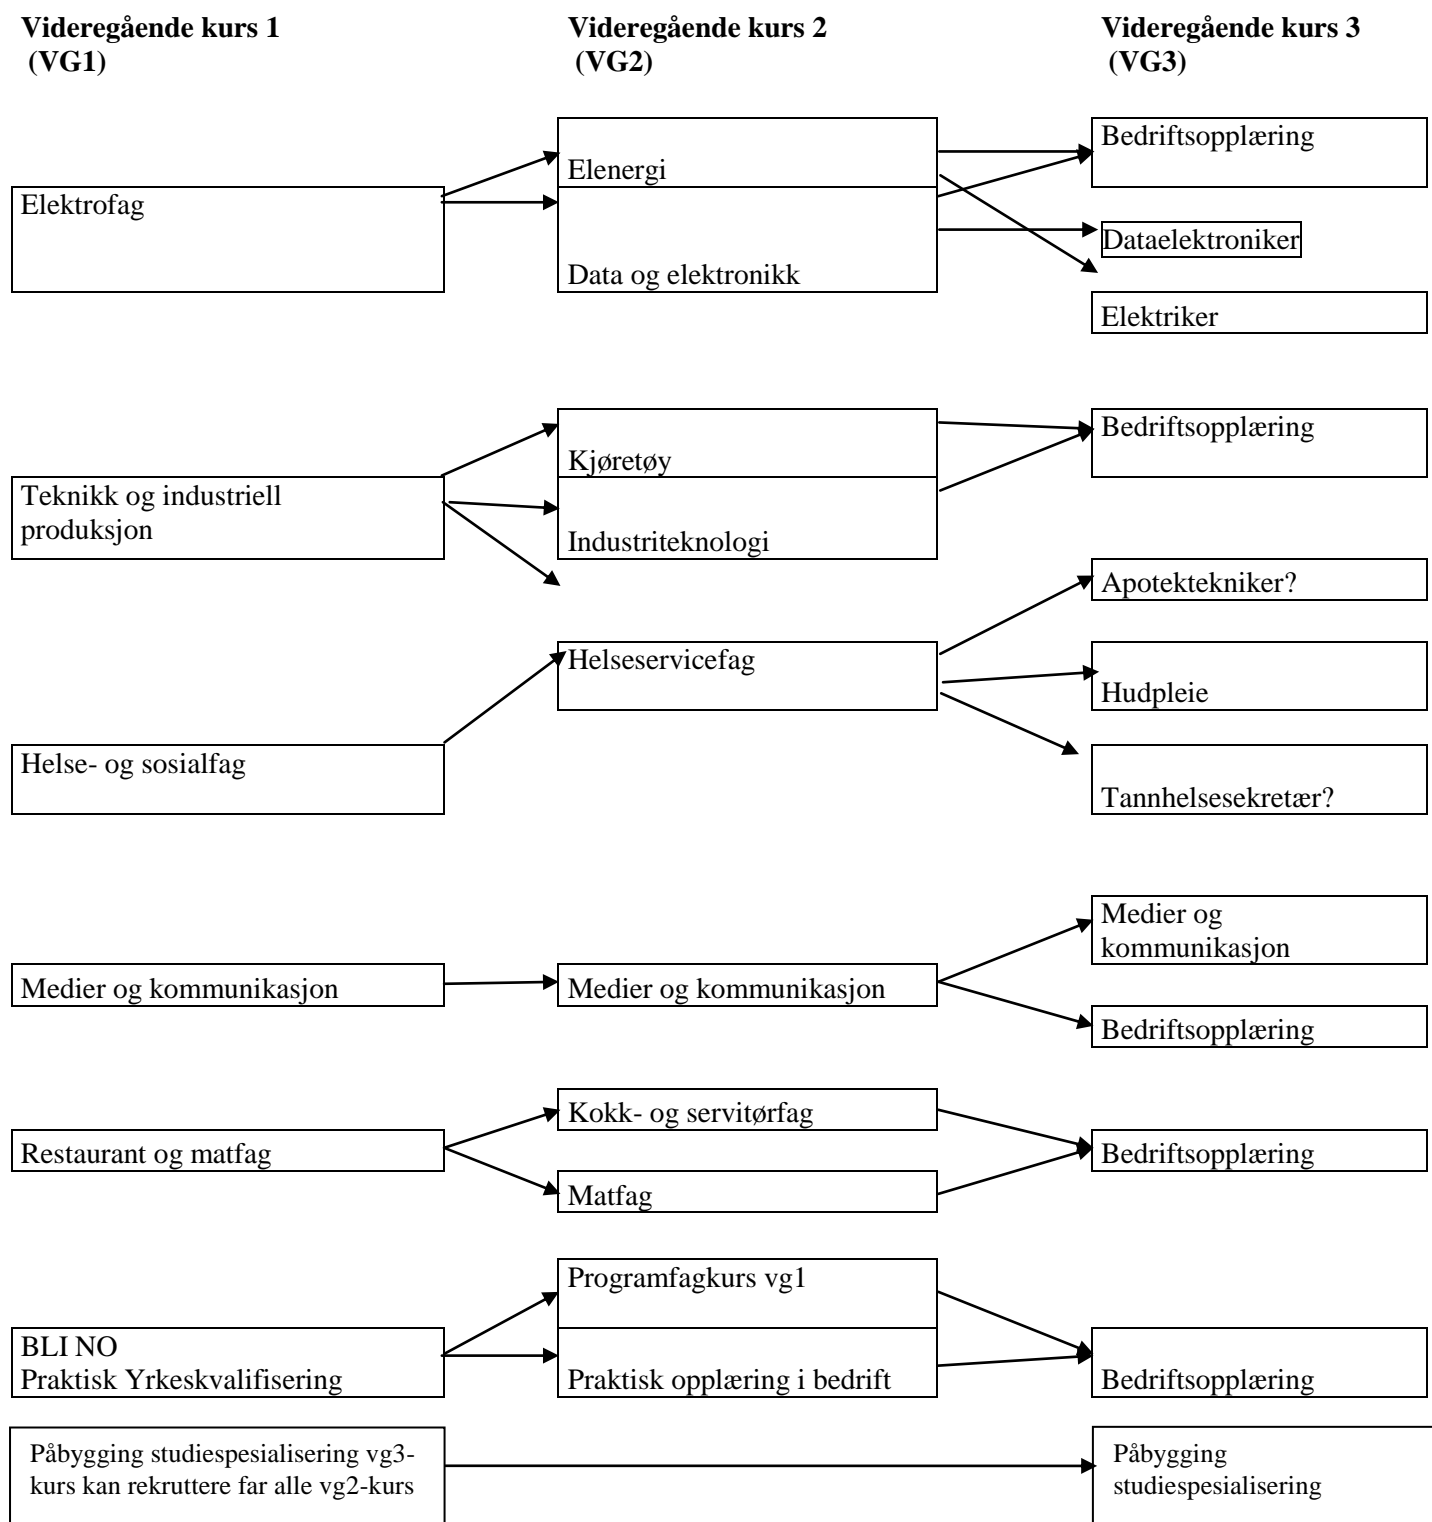 Videregående kurs 1
(VG1)
Videregående kurs 2
(VG2)
Videregående kurs 3
(VG3)
Elektrofag
Elenergi
Data og elektronikk
Bedriftsopplæring
Dataelektroniker
Elektriker
Teknikk og industriell
produksjon
Kjøretøy
Industriteknologi
Bedriftsopplæring
Helse- og sosialfag
Helseservicefag
Apotektekniker?
Hudpleie
Tannhelsesekretær?
Medier og kommunikasjon
Medier og kommunikasjon
Medier og
kommunikasjon
Bedriftsopplæring
Restaurant og matfag
Kokk- og servitørfag
Matfag
Bedriftsopplæring
BLI NO
Praktisk Yrkeskvalifisering
Programfagkurs vg1
Praktisk opplæring i bedrift
Bedriftsopplæring
Påbygging studiespesialisering vg3-
kurs kan rekruttere far alle vg2-kurs
Påbygging
studiespesialisering